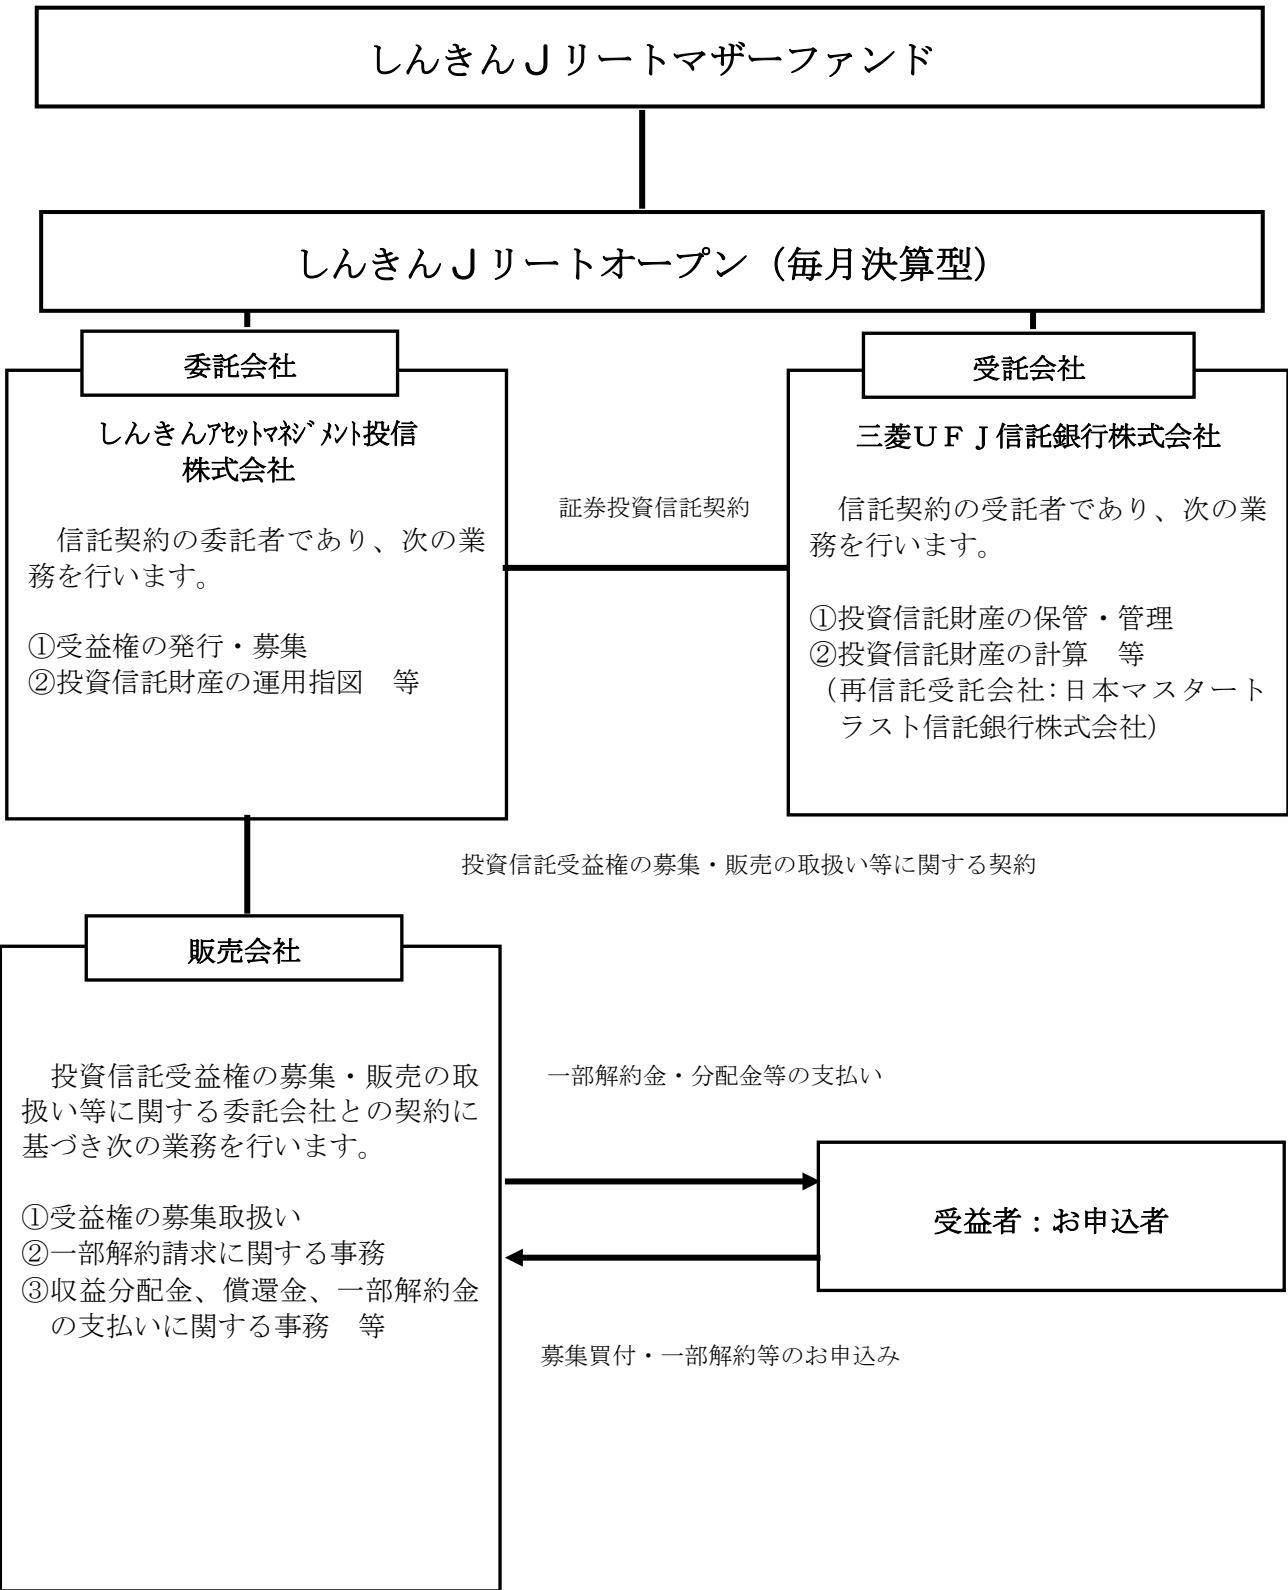 しんきんJリートマザーファンド
しんきんJリートオープン（毎月決算型）
委託会社
しんきんｱｾｯﾄﾏﾈｼﾞﾒﾝﾄ投信
株式会社
信託契約の委託者であり、次の業
務を行います。
①受益権の発行・募集
②投資信託財産の運用指図　等
証券投資信託契約
受託会社
三菱ＵＦＪ信託銀行株式会社
信託契約の受託者であり、次の業
務を行います。
①投資信託財産の保管・管理
②投資信託財産の計算　等
（再信託受託会社：日本マスタート
ラスト信託銀行株式会社）
投資信託受益権の募集・販売の取扱い等に関する契約
販売会社
投資信託受益権の募集・販売の取
扱い等に関する委託会社との契約に
基づき次の業務を行います。
①受益権の募集取扱い
②一部解約請求に関する事務
③収益分配金、償還金、一部解約金
の支払いに関する事務　等
一部解約金・分配金等の支払い
受益者：お申込者
募集買付・一部解約等のお申込み